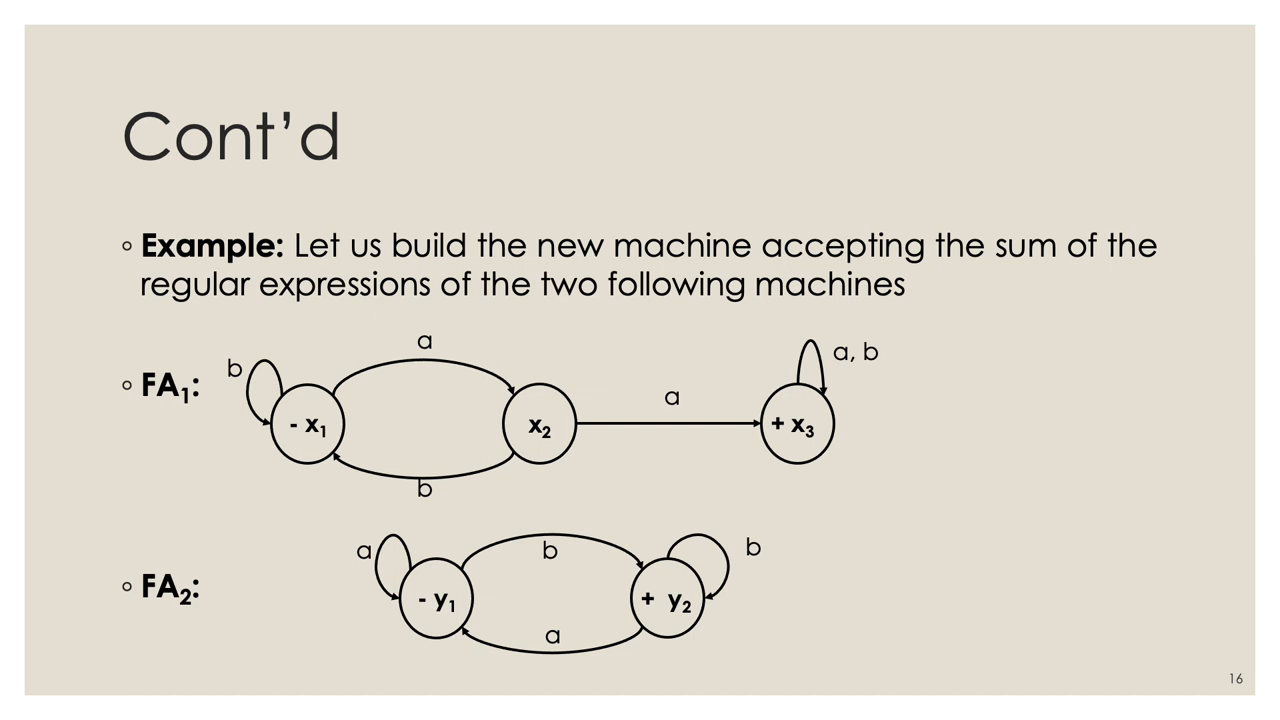 Cont’d
◦ Example: Let us build the new machine accepting the sum of the
regular expressions of the two following machines
a
b
a, b
◦ FA₁:
a
- x₁
x₂
+ x₃
b
a
b
b
◦ FA₂:
- y₁
+ y₂
a
16